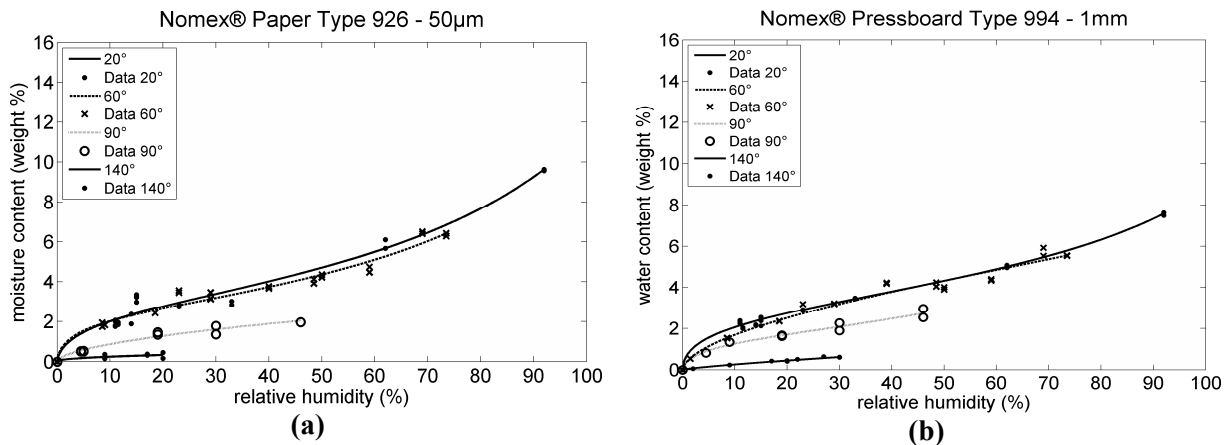 Nomex® Paper Type 926 - 50µm
moisture content (weight %)
16
14
12
10
8
6
4
2
0
20°
Data 20°
60°
Data 60°
90°
Data 90°
140°
Data 140°
0 10 20 30 40 50 60 70 80 90 100
relative humidity (%)
(a)
Nomex® Pressboard Type 994 - 1mm
water content (weight %)
16
14
12
10
8
6
4
2
0
20°
Data 20°
60°
Data 60°
90°
Data 90°
140°
Data 140°
0 10 20 30 40 50 60 70 80 90 100
relative humidity (%)
(b)